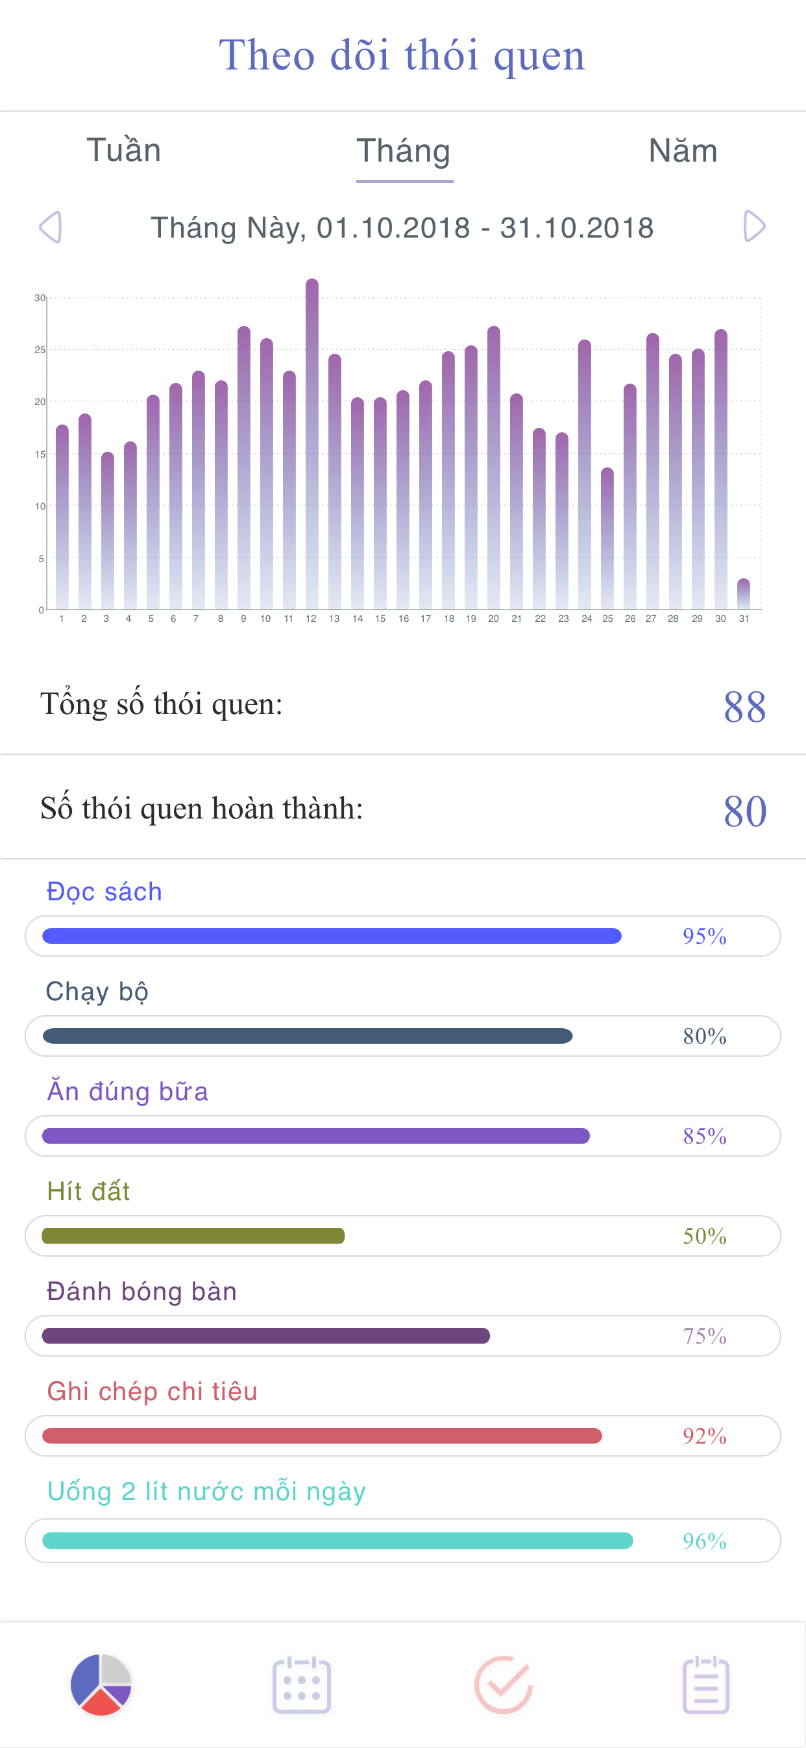 Theo dõi thói quen
Tuần Tháng Năm
Tháng Này, 01.10.2018 - 31.10.2018
30
25
20
15
10
5
0
1 2 3 4 5 6 7 8 9 10 11 12 13 14 15 16 17 18 19 20 21 22 23 24 25 26 27 28 29 30 31
Tổng số thói quen: 88
Số thói quen hoàn thành: 80
Đọc sách
95%
Chạy bộ
80%
Ăn đúng bữa
85%
Hít đất
50%
Đánh bóng bàn
75%
Ghi chép chi tiêu
92%
Uống 2 lít nước mỗi ngày
96%